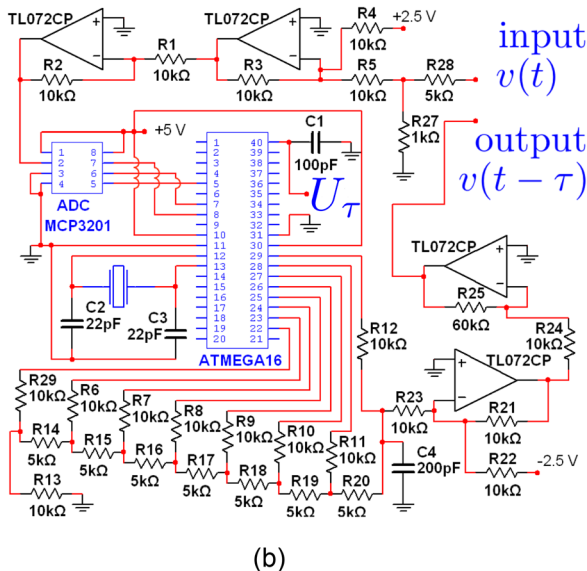 TL072CP
TL072CP
R4
+2.5 V
10kΩ
R2
R1
R3
R5
R28
10kΩ
10kΩ
10kΩ
10kΩ
5kΩ
input
v(t)
R27
1kΩ
+5 V
C1
100pF
output
v(t − τ)
U_τ
1 8
2 7
3 6
4 5
ADC
MCP3201
1 40
2 39
3 38
4 37
5 36
6 35
7 34
8 33
9 32
10 31
11 30
12 29
13 28
14 27
15 26
16 25
17 24
18 23
19 22
20 21
ATMEGA16
C2
22pF
C3
22pF
TL072CP
R25
60kΩ
R24
10kΩ
R12
10kΩ
TL072CP
R29
10kΩ
R6
10kΩ
R7
10kΩ
R8
10kΩ
R9
10kΩ
R10
10kΩ
R11
10kΩ
R23
10kΩ
R21
10kΩ
R22
10kΩ
-2.5 V
C4
200pF
R14
5kΩ
R15
5kΩ
R16
5kΩ
R17
5kΩ
R18
5kΩ
R19
5kΩ
R20
5kΩ
R13
10kΩ
(b)